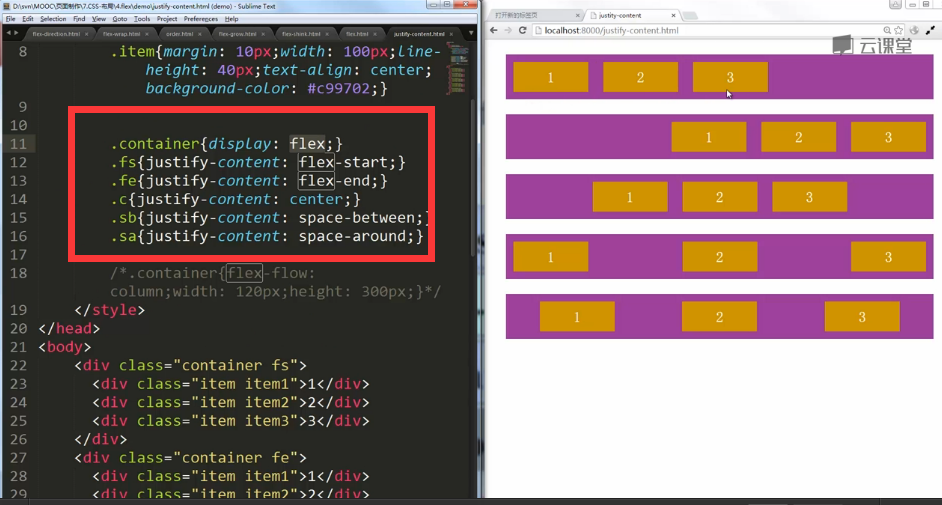 D:\svn\MOOC\页面制作\7.CSS-布局\4.flex\demo\justify-content.html (demo) - Sublime Text
File Edit Selection Find View Goto Tools Project Preferences Help
flex-direction.html × flex-wrap.html × order.html × flex-grow.html × flex-shink.html × flex.html × justify-content.html ×
8 .item{margin: 10px;width: 100px;line-
height: 40px;text-align: center;
background-color: #c99702;}
9
10
11 .container{display: flex;}
12 .fs{justify-content: flex-start;}
13 .fe{justify-content: flex-end;}
14 .c{justify-content: center;}
15 .sb{justify-content: space-between;}
16 .sa{justify-content: space-around;}
17
18 /*.container{flex-flow:
column;width: 120px;height: 300px;}*/
19 </style>
20 </head>
21 <body>
22 <div class="container fs">
23 <div class="item item1">1</div>
24 <div class="item item2">2</div>
25 <div class="item item3">3</div>
26 </div>
27 <div class="container fe">
28 <div class="item item1">1</div>
29 <div class="item item2">2</div>
打开新的标签页 × justify-content ×
localhost:8000/justify-content.html
云课堂
1 2 3
1 2 3
1 2 3
1 2 3
1 2 3